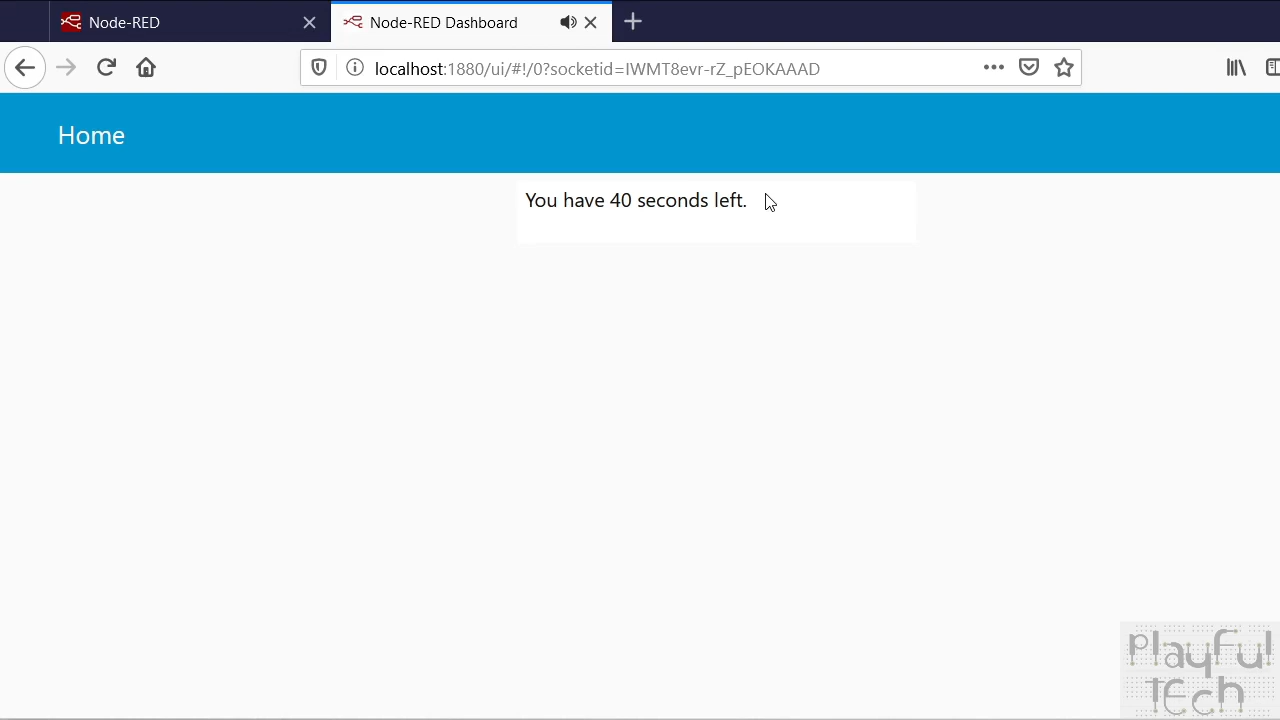 Node-RED
Node-RED Dashboard
localhost:1880/ui/#!/0?socketid=IWMT8evr-rZ_pEOKAAAD
Home
You have 40 seconds left.
playful
tech